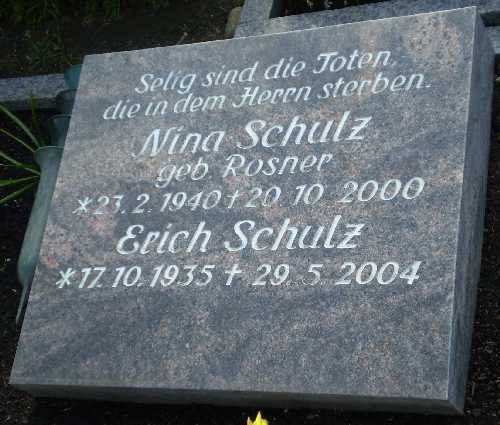 Selig sind die Toten,
die in dem Herrn sterben.
Nina Schulz
geb. Rosner
*23. 2. 1940 † 20. 10. 2000
Erich Schulz
*17. 10. 1935 † 29. 5. 2004